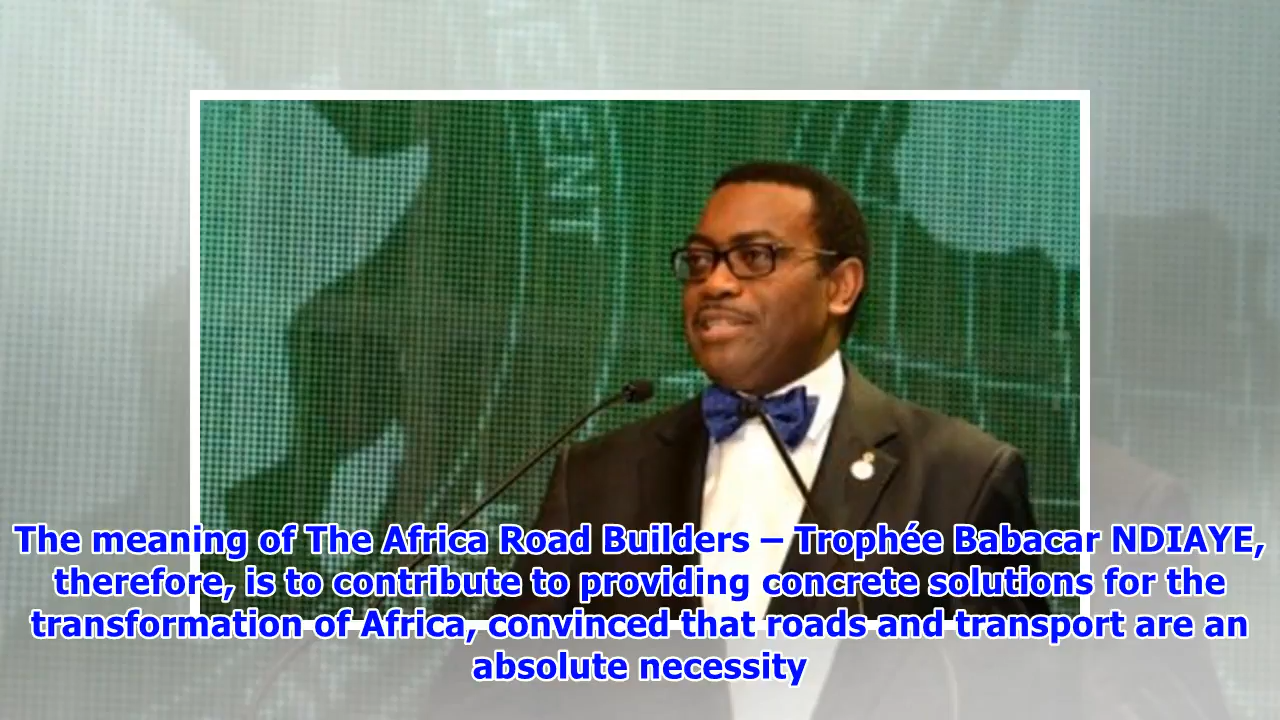 ENT
The meaning of The Africa Road Builders – Trophée Babacar NDIAYE,
therefore, is to contribute to providing concrete solutions for the
transformation of Africa, convinced that roads and transport are an
absolute necessity